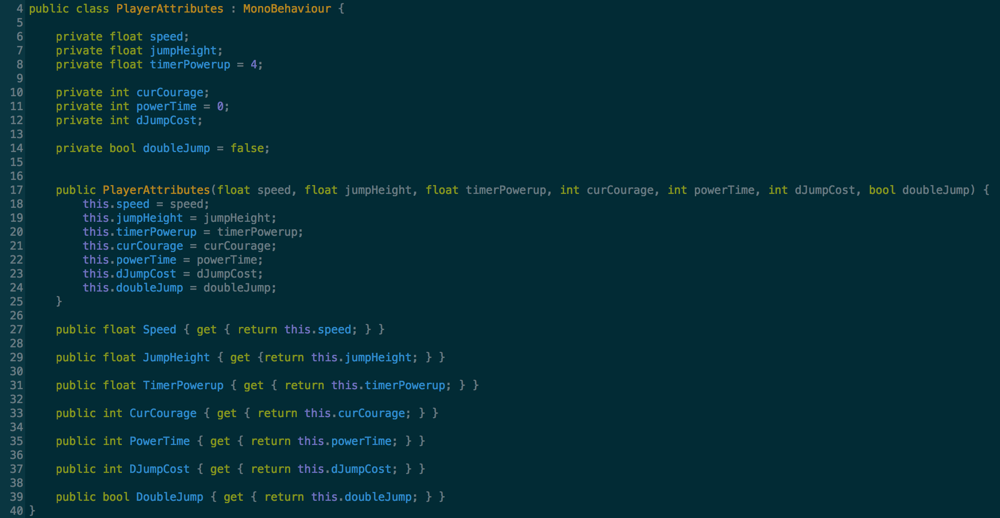 4 public class PlayerAttributes : MonoBehaviour {
5
6     private float speed;
7     private float jumpHeight;
8     private float timerPowerup = 4;
9
10     private int curCourage;
11     private int powerTime = 0;
12     private int dJumpCost;
13
14     private bool doubleJump = false;
15
16
17     public PlayerAttributes(float speed, float jumpHeight, float timerPowerup, int curCourage, int powerTime, int dJumpCost, bool doubleJump) {
18         this.speed = speed;
19         this.jumpHeight = jumpHeight;
20         this.timerPowerup = timerPowerup;
21         this.curCourage = curCourage;
22         this.powerTime = powerTime;
23         this.dJumpCost = dJumpCost;
24         this.doubleJump = doubleJump;
25     }
26
27     public float Speed { get { return this.speed; } }
28
29     public float JumpHeight { get {return this.jumpHeight; } }
30
31     public float TimerPowerup { get { return this.timerPowerup; } }
32
33     public int CurCourage { get { return this.curCourage; } }
34
35     public int PowerTime { get { return this.powerTime; } }
36
37     public int DJumpCost { get { return this.dJumpCost; } }
38
39     public bool DoubleJump { get { return this.doubleJump; } }
40 }